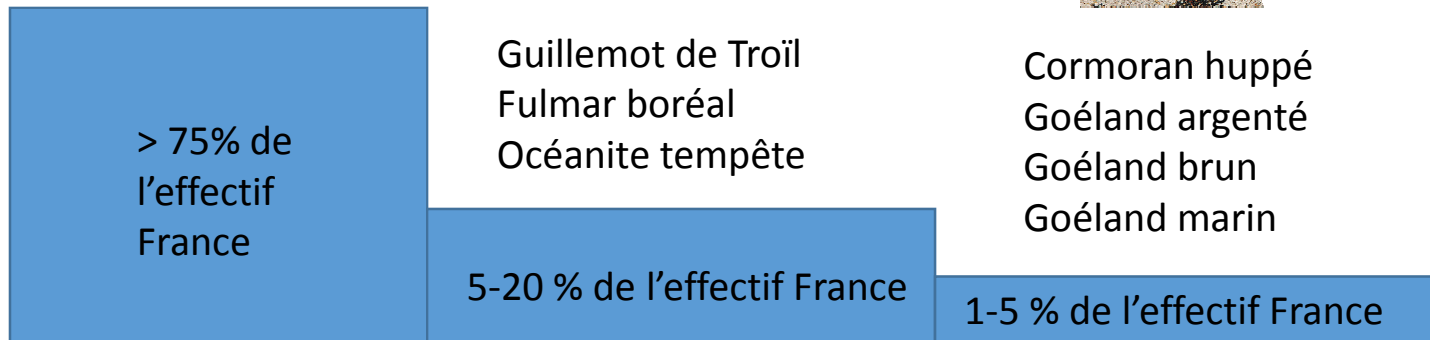 > 75% de
l’effectif
France
Guillemot de Troïl
Fulmar boréal
Océanite tempête
5-20 % de l’effectif France
Cormoran huppé
Goéland argenté
Goéland brun
Goéland marin
1-5 % de l’effectif France